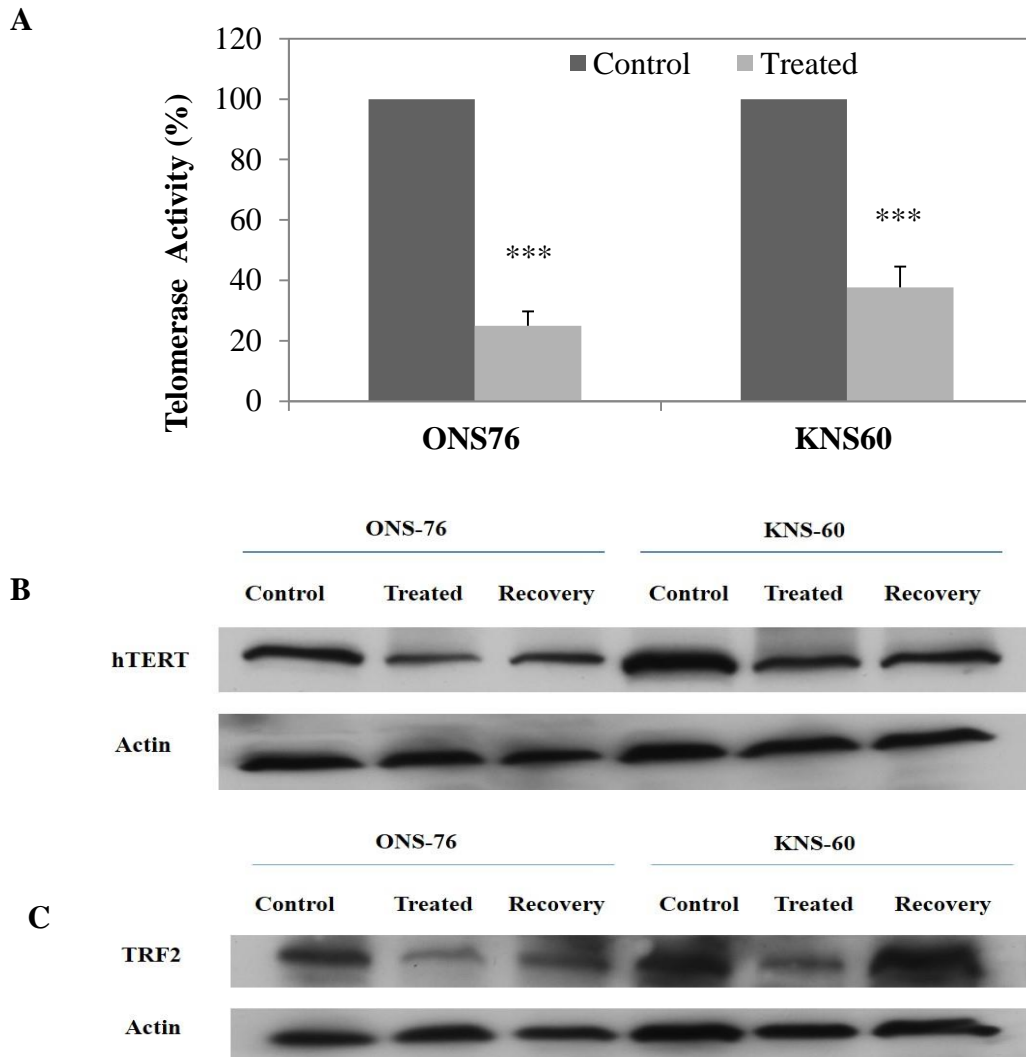 A
120
100
80
60
40
20
0
Telomerase Activity (%)
Control Treated
***
***
ONS76 KNS60
B
ONS-76 KNS-60
Control Treated Recovery Control Treated Recovery
hTERT
Actin
C
ONS-76 KNS-60
Control Treated Recovery Control Treated Recovery
TRF2
Actin